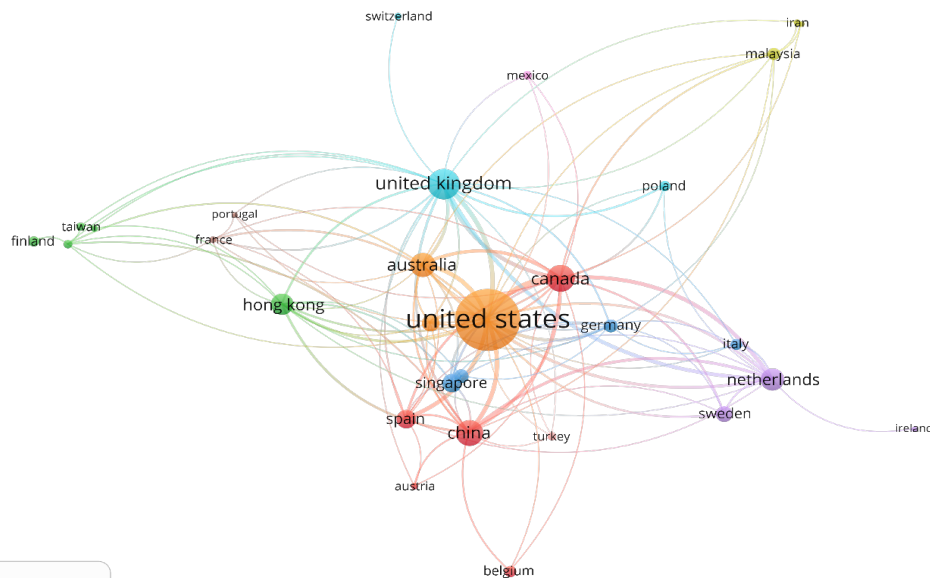 switzerland
iran
malaysia
mexico
united kingdom
poland
portugal
taiwan
finland
france
australia
canada
hong kong
united states
germany
italy
singapore
netherlands
sweden
spain
china
turkey
ireland
austria
belgium